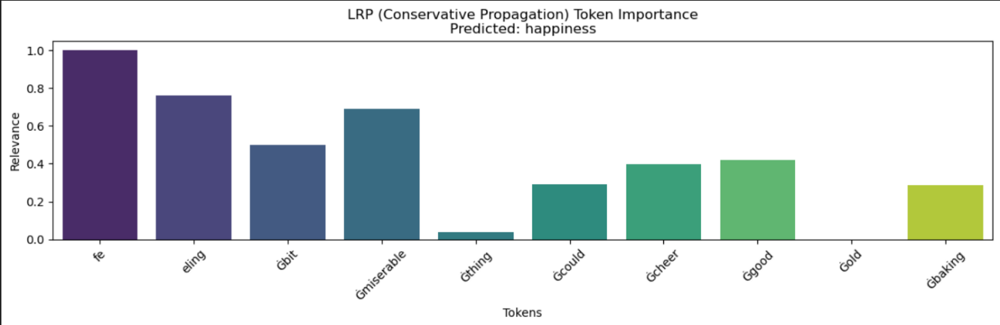 LRP (Conservative Propagation) Token Importance
Predicted: happiness
Relevance
1.0
0.8
0.6
0.4
0.2
0.0
fe
eling
Ġbit
Ġmiserable
Ġthing
Ġcould
Ġcheer
Ġgood
Ġold
Ġbaking
Tokens